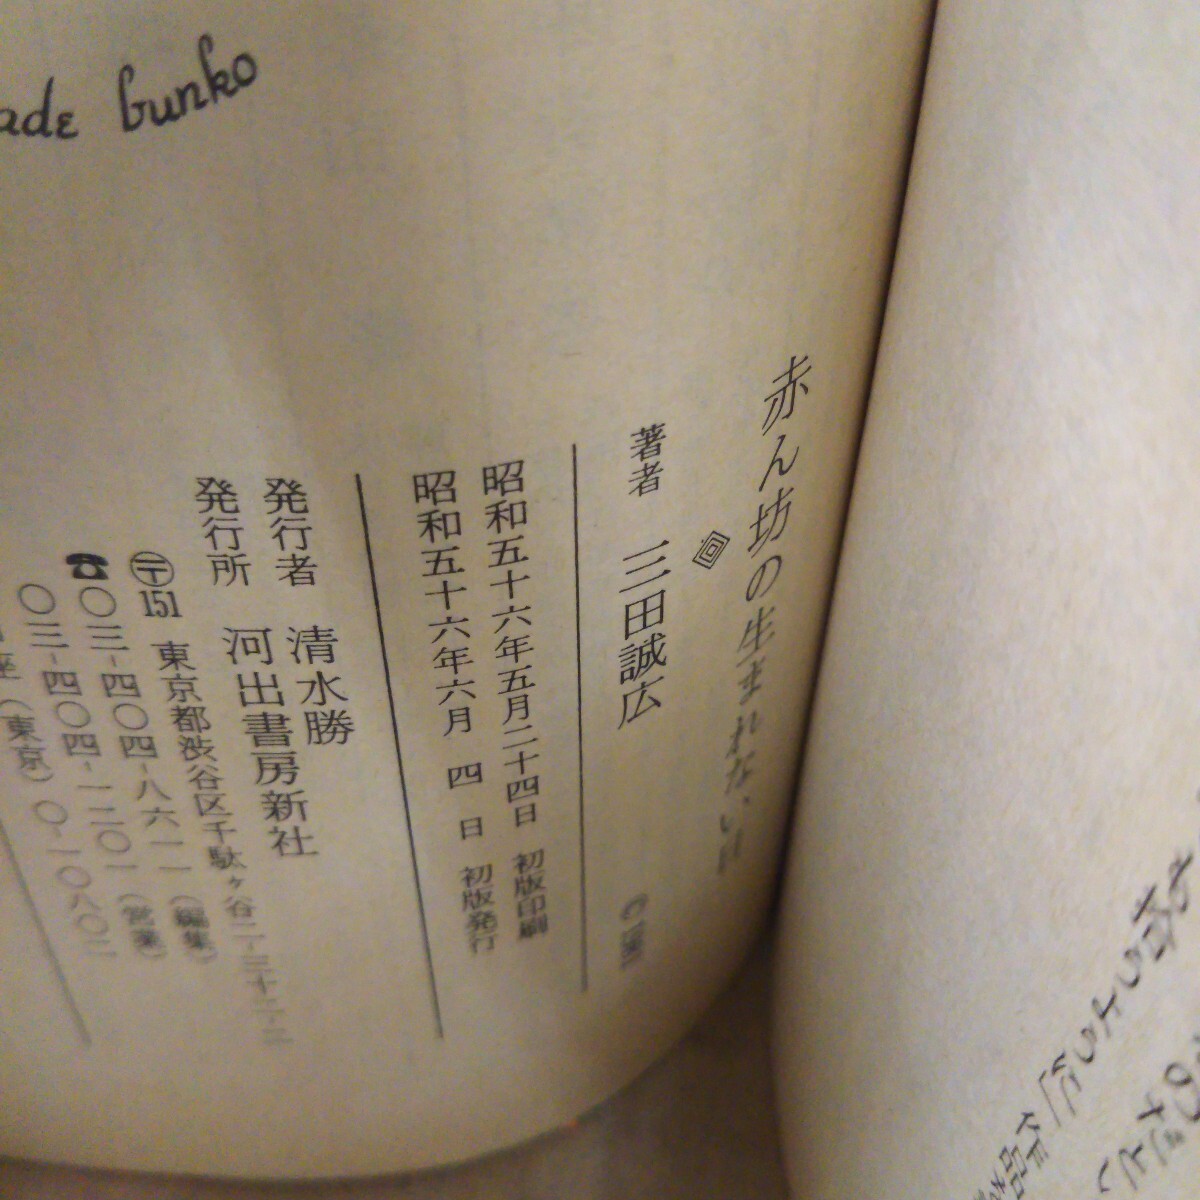 ade bunko
赤ん坊の生まれない日
著者 三田誠広
昭和五十六年五月二十四日 初版印刷
昭和五十六年六月 四 日 初版発行
発行者 清水勝
発行所 河出書房新社
〒151 東京都渋谷区千駄ヶ谷二-三十二-二
☎〇三-四〇四-八六一一(編集)
〇三-四〇四-一二〇一(営業)
座(東京)〇-一〇八〇二